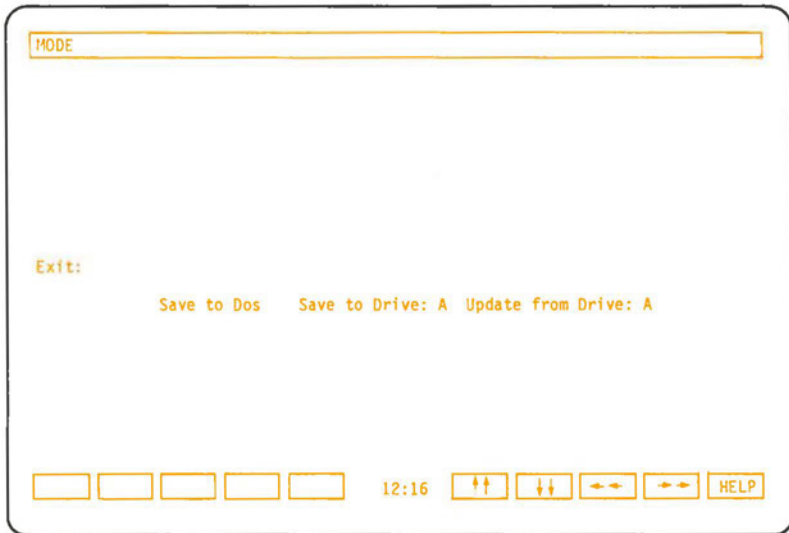 MODE
Exit:
Save to Dos Save to Drive: A Update from Drive: A
12:16 ↑↑ ↓↓ ←← →→ HELP